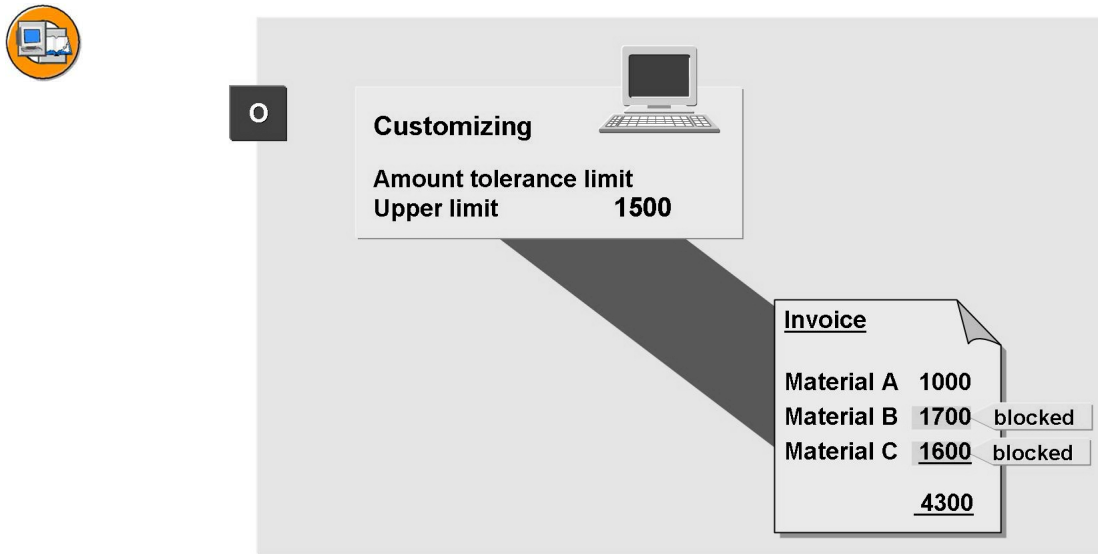 O
Customizing
Amount tolerance limit
Upper limit 1500
Invoice
Material A 1000
Material B 1700 blocked
Material C 1600 blocked
4300